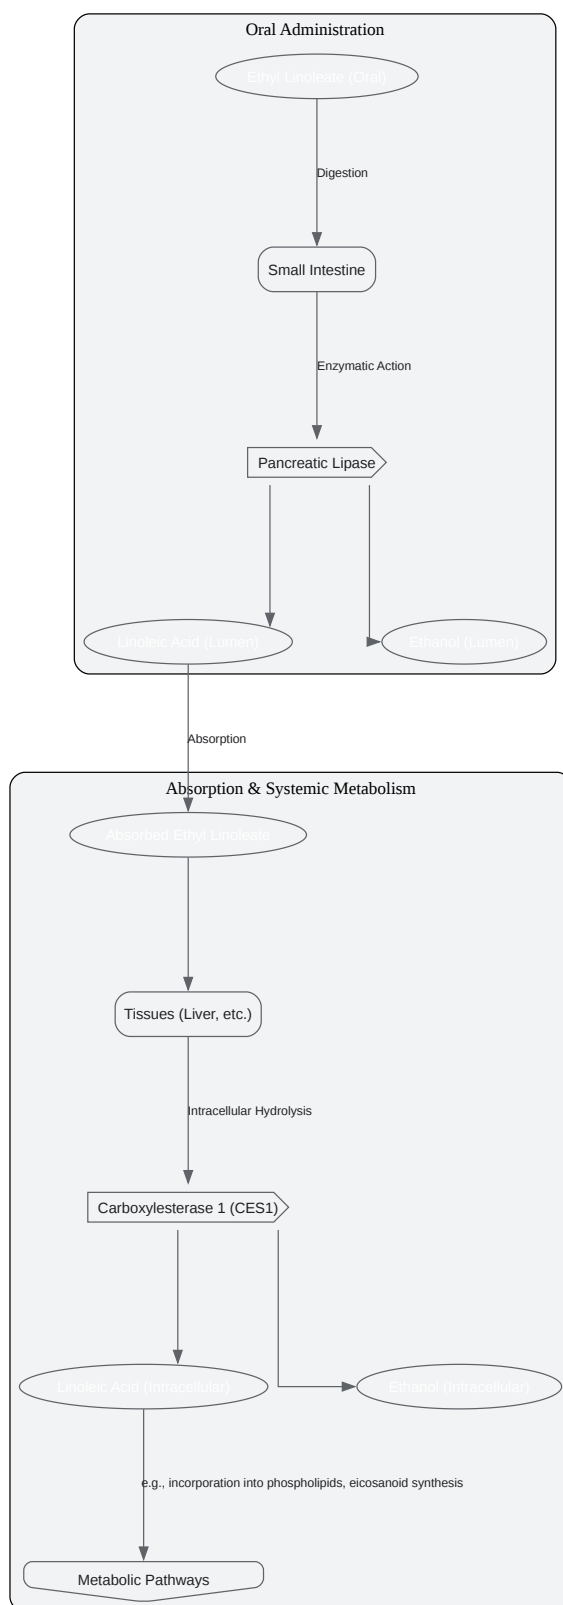 Oral Administration
Ethyl Linoleate (Oral)
Digestion
Small Intestine
Enzymatic Action
Pancreatic Lipase
Linoleic Acid (Lumen)
Ethanol (Lumen)
Absorption
Absorption & Systemic Metabolism
Absorbed Ethyl Linoleate
Tissues (Liver, etc.)
Intracellular Hydrolysis
Carboxylesterase 1 (CES1)
Linoleic Acid (Intracellular)
Ethanol (Intracellular)
e.g., incorporation into phospholipids, eicosanoid synthesis
Metabolic Pathways